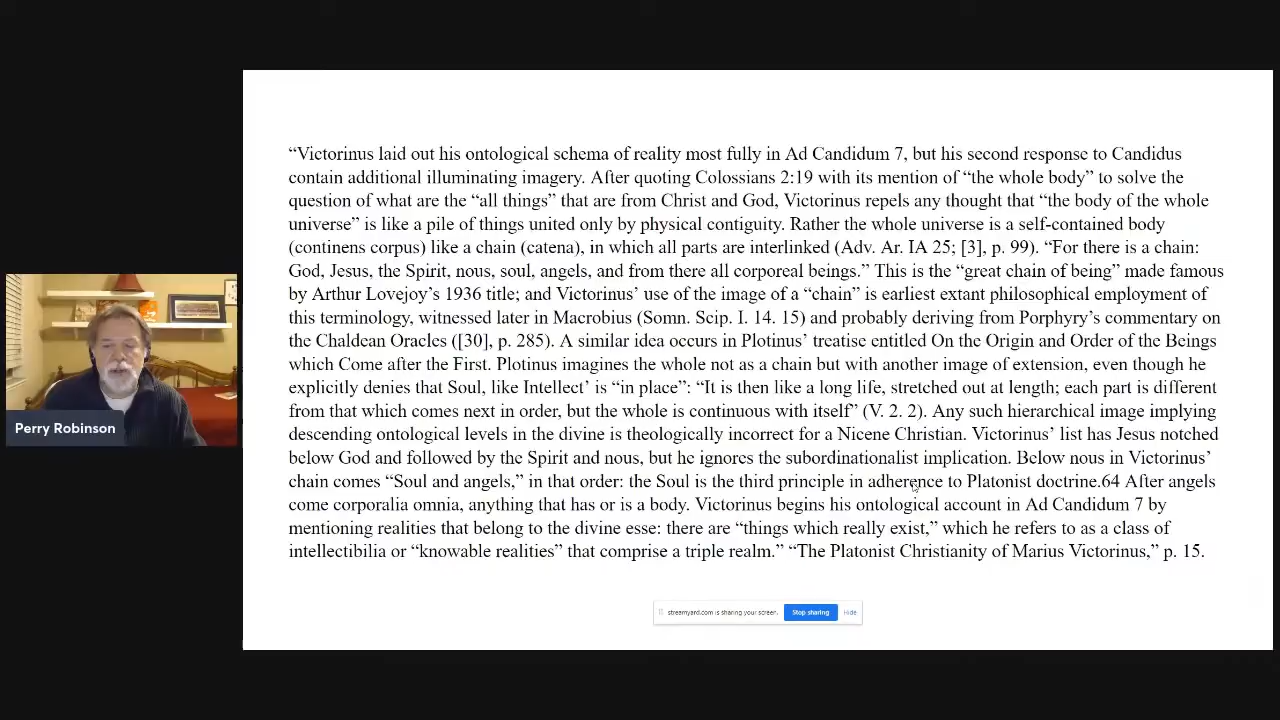 “Victorinus laid out his ontological schema of reality most fully in Ad Candidum 7, but his second response to Candidus
contain additional illuminating imagery. After quoting Colossians 2:19 with its mention of “the whole body” to solve the
question of what are the “all things” that are from Christ and God, Victorinus repels any thought that “the body of the whole
universe” is like a pile of things united only by physical contiguity. Rather the whole universe is a self-contained body
(continens corpus) like a chain (catena), in which all parts are interlinked (Adv. Ar. IA 25; [3], p. 99). “For there is a chain:
God, Jesus, the Spirit, nous, soul, angels, and from there all corporeal beings.” This is the “great chain of being” made famous
by Arthur Lovejoy’s 1936 title; and Victorinus’ use of the image of a “chain” is earliest extant philosophical employment of
this terminology, witnessed later in Macrobius (Somn. Scip. I. 14. 15) and probably deriving from Porphyry’s commentary on
the Chaldean Oracles ([30], p. 285). A similar idea occurs in Plotinus’ treatise entitled On the Origin and Order of the Beings
which Come after the First. Plotinus imagines the whole not as a chain but with another image of extension, even though he
explicitly denies that Soul, like Intellect’ is “in place”: “It is then like a long life, stretched out at length; each part is different
from that which comes next in order, but the whole is continuous with itself” (V. 2. 2). Any such hierarchical image implying
descending ontological levels in the divine is theologically incorrect for a Nicene Christian. Victorinus’ list has Jesus notched
below God and followed by the Spirit and nous, but he ignores the subordinationalist implication. Below nous in Victorinus’
chain comes “Soul and angels,” in that order: the Soul is the third principle in adherence to Platonist doctrine.64 After angels
come corporalia omnia, anything that has or is a body. Victorinus begins his ontological account in Ad Candidum 7 by
mentioning realities that belong to the divine esse: there are “things which really exist,” which he refers to as a class of
intellectibilia or “knowable realities” that comprise a triple realm.” “The Platonist Christianity of Marius Victorinus,” p. 15.
Perry Robinson
streamyard.com is sharing your screen. Stop sharing Hide